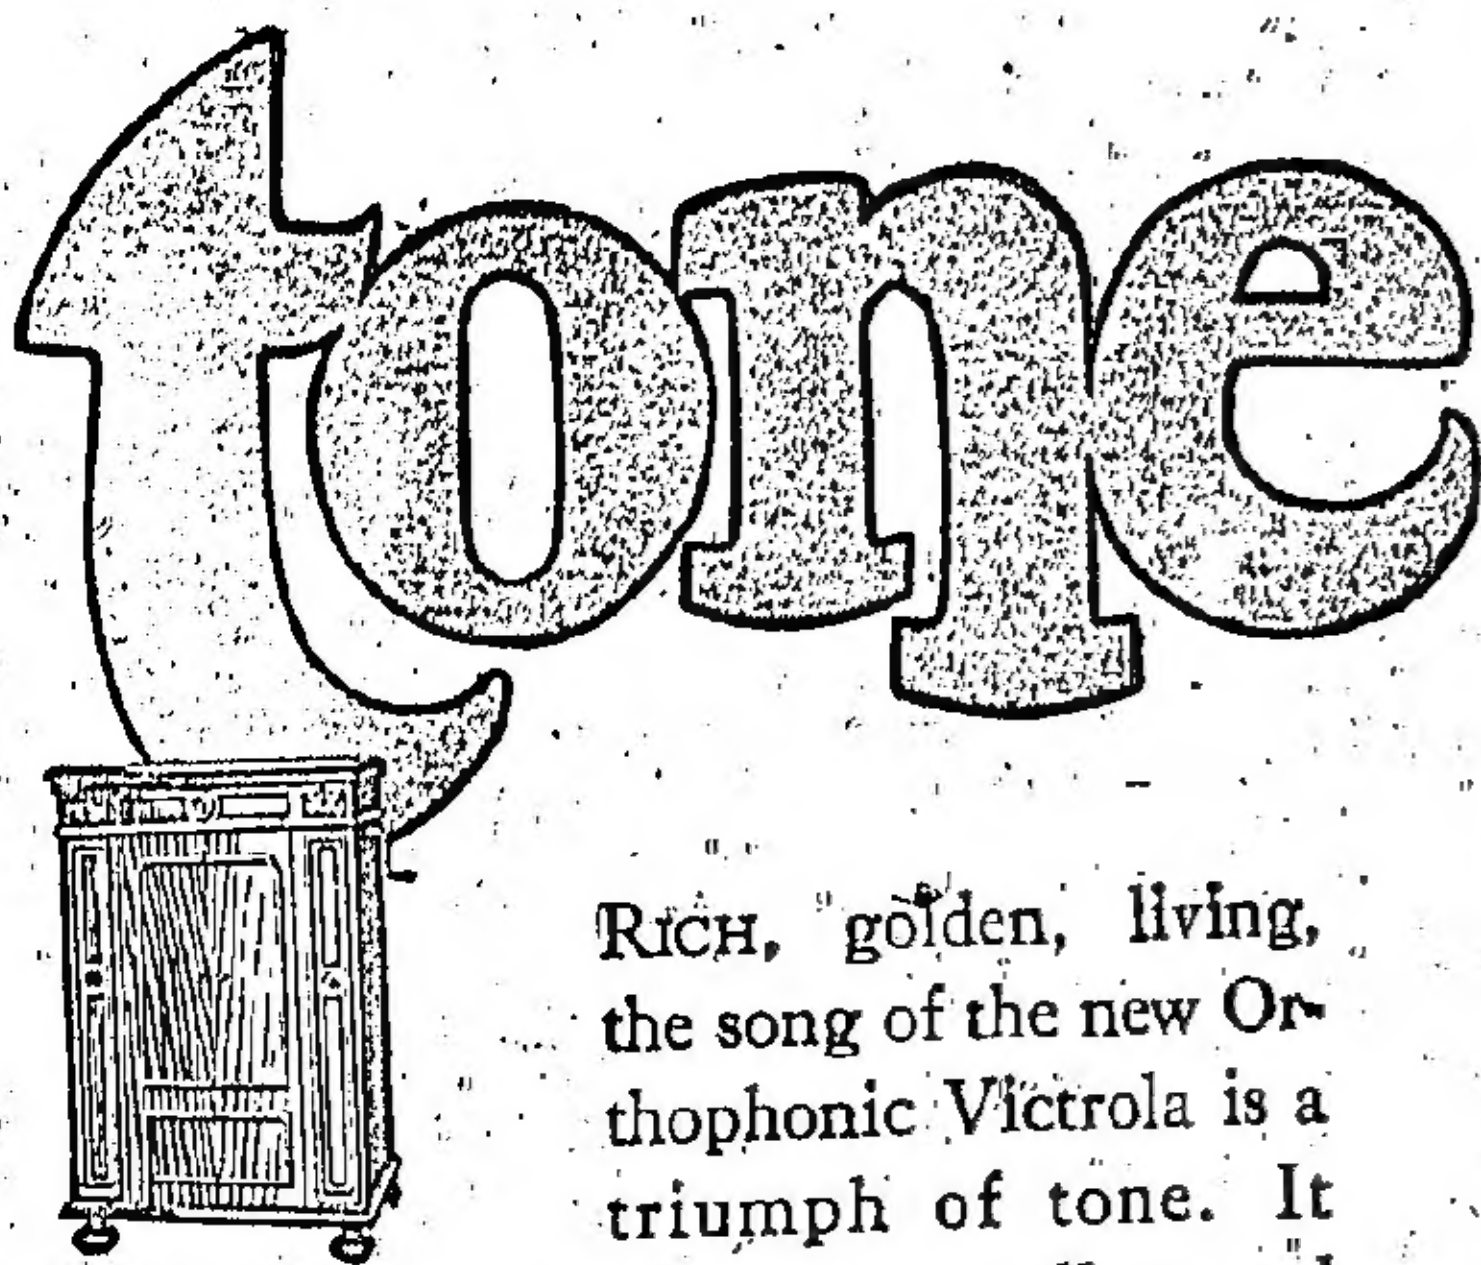 tone
RICH, golden, living,
the song of the new Or-
thophonic Victrola is a
triumph of tone. It